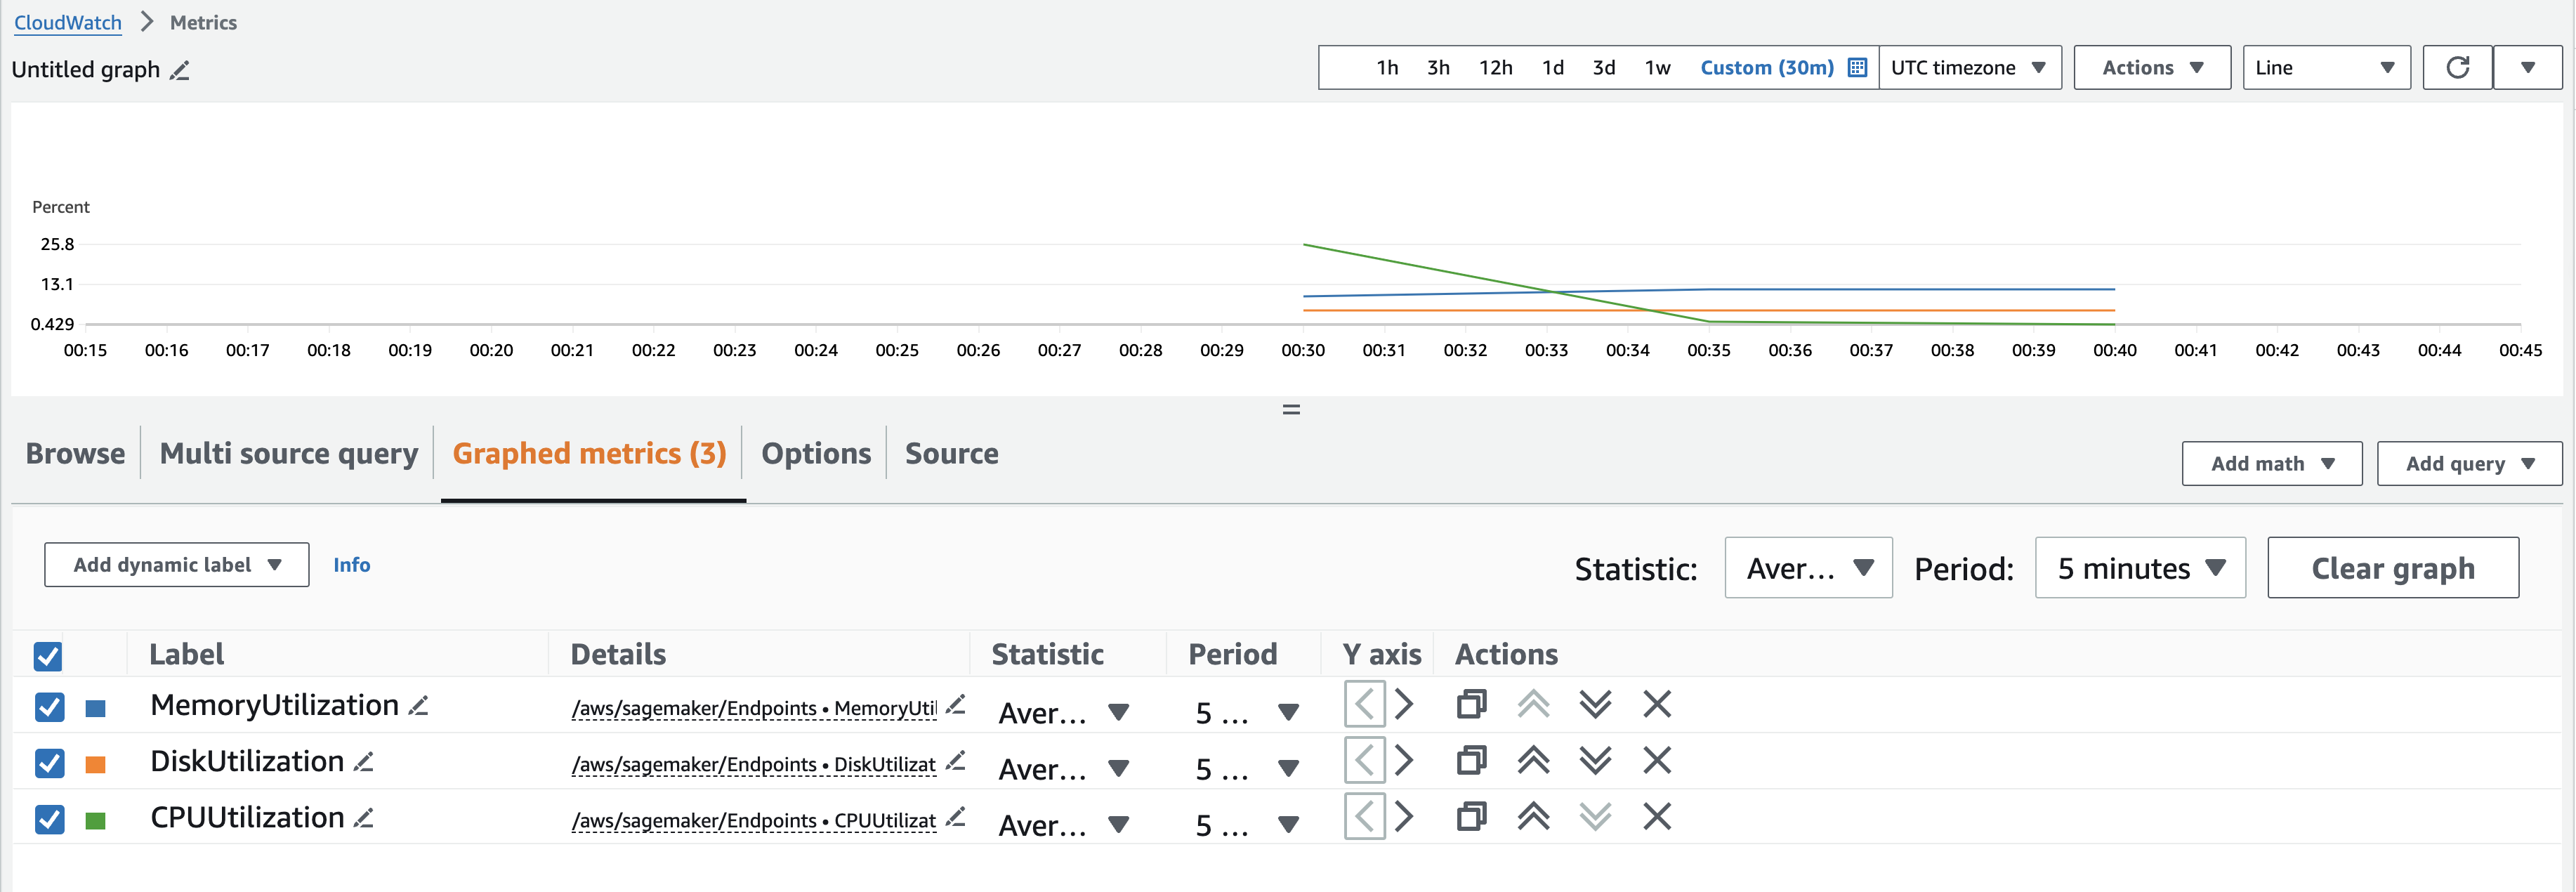 CloudWatch > Metrics
Untitled graph
1h 3h 12h 1d 3d 1w Custom (30m) UTC timezone Actions Line
Percent
25.8
13.1
0.429
00:15 00:16 00:17 00:18 00:19 00:20 00:21 00:22 00:23 00:24 00:25 00:26 00:27 00:28 00:29 00:30 00:31 00:32 00:33 00:34 00:35 00:36 00:37 00:38 00:39 00:40 00:41 00:42 00:43 00:44 00:45
Browse Multi source query Graphed metrics (3) Options Source Add math Add query
Add dynamic label Info Statistic: Aver... Period: 5 minutes Clear graph
Label Details Statistic Period Y axis Actions
MemoryUtilization /aws/sagemaker/Endpoints • MemoryUtil Aver... 5 ...
DiskUtilization /aws/sagemaker/Endpoints • DiskUtilizat Aver... 5 ...
CPUUtilization /aws/sagemaker/Endpoints • CPUUtilizat Aver... 5 ...